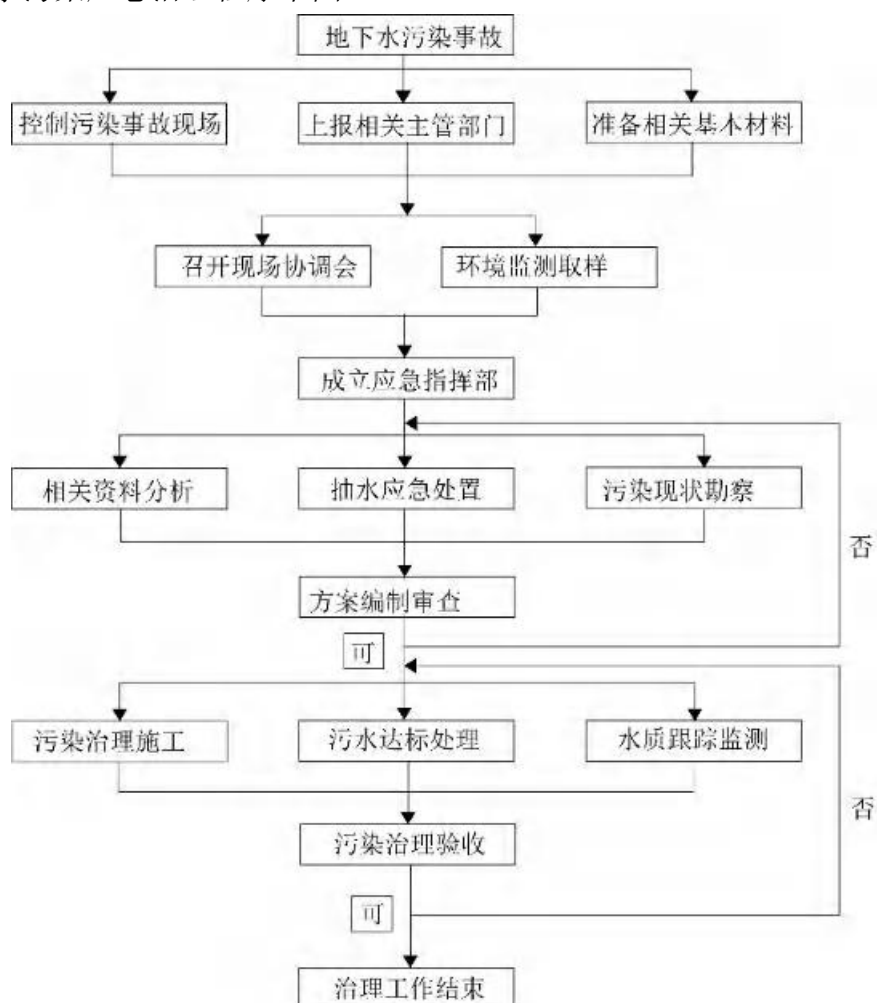 地下水污染事故
控制污染事故现场
上报相关主管部门
准备相关基本材料
召开现场协调会
环境监测取样
成立应急指挥部
相关资料分析
抽水应急处置
污染现状勘察
否
方案编制审查
可
污染治理施工
污水达标处理
水质跟踪监测
否
污染治理验收
可
治理工作结束